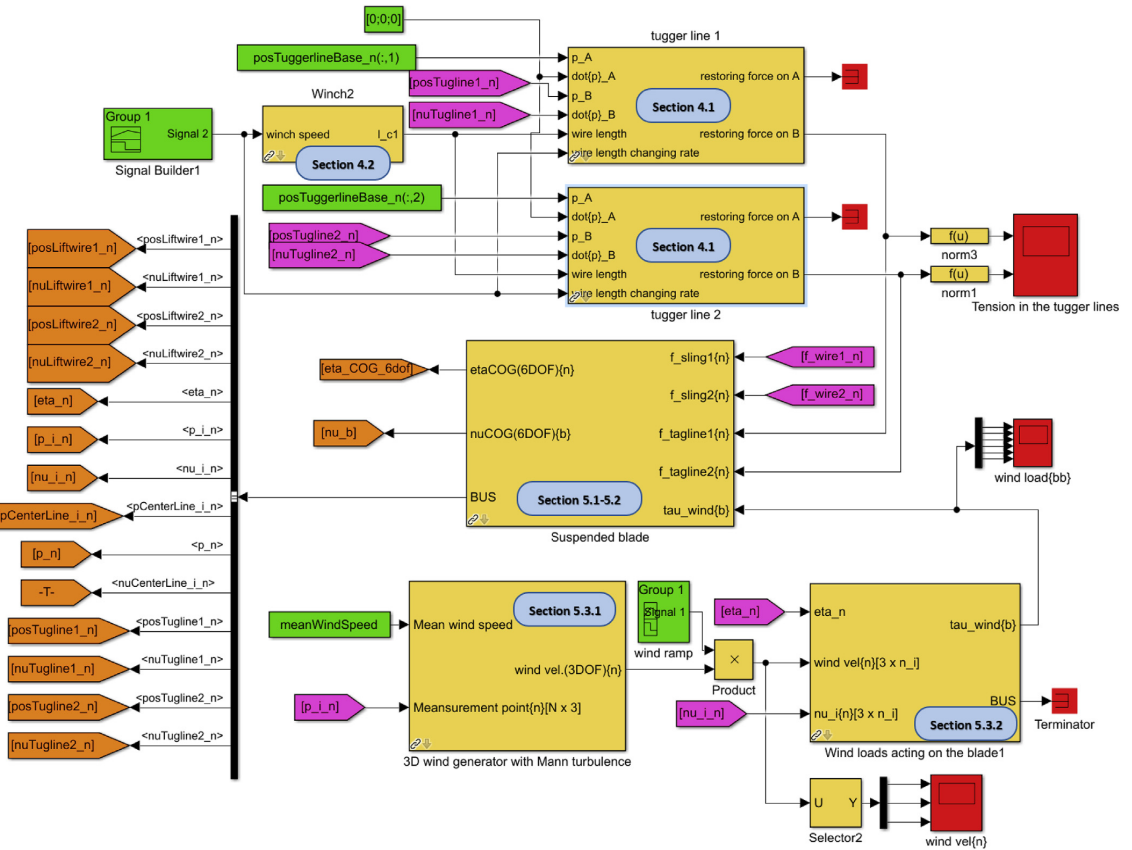 [0;0;0]
tugger line 1
posTuggerlineBase_n(:,1)
p_A
dot{p}_A
p_B
dot{p}_B
wire length
wire length changing rate
restoring force on A
restoring force on B
Section 4.1
[posTugline1_n]
[nuTugline1_n]
Group 1
Signal 2
Signal Builder1
Winch2
winch speed
l_c1
Section 4.2
posTuggerlineBase_n(:,2)
[posTugline2_n]
[nuTugline2_n]
p_A
dot{p}_A
p_B
dot{p}_B
wire length
wire length changing rate
restoring force on A
restoring force on B
Section 4.1
tugger line 2
f(u)
norm3
f(u)
norm1
Tension in the tugger lines
[posLiftwire1_n]
<posLiftwire1_n>
[nuLiftwire1_n]
<nuLiftwire1_n>
[posLiftwire2_n]
<posLiftwire2_n>
[nuLiftwire2_n]
<nuLiftwire2_n>
[eta_n]
<eta_n>
[p_i_n]
<p_i_n>
[nu_i_n]
<nu_i_n>
pCenterLine_i_n]
<pCenterLine_i_n>
[p_n]
<p_n>
-T-
<nuCenterLine_i_n>
[posTugline1_n]
<posTugline1_n>
[nuTugline1_n]
<nuTugline1_n>
[posTugline2_n]
<posTugline2_n>
[nuTugline2_n]
<nuTugline2_n>
[eta_COG_6dof]
[nu_b]
etaCOG(6DOF){n}
nuCOG(6DOF){b}
BUS
f_sling1{n}
f_sling2{n}
f_tagline1{n}
f_tagline2{n}
tau_wind{b}
Section 5.1-5.2
Suspended blade
[f_wire1_n]
[f_wire2_n]
wind load{bb}
meanWindSpeed
[p_i_n]
Mean wind speed
Meansurement point{n}[N x 3]
wind vel.(3DOF){n}
Section 5.3.1
3D wind generator with Mann turbulence
Group 1
Signal 1
wind ramp
×
Product
[eta_n]
[nu_i_n]
eta_n
wind vel{n}[3 x n_i]
nu_i{n}[3 x n_i]
tau_wind{b}
BUS
Section 5.3.2
Wind loads acting on the blade1
Terminator
U
Y
Selector2
wind vel{n}